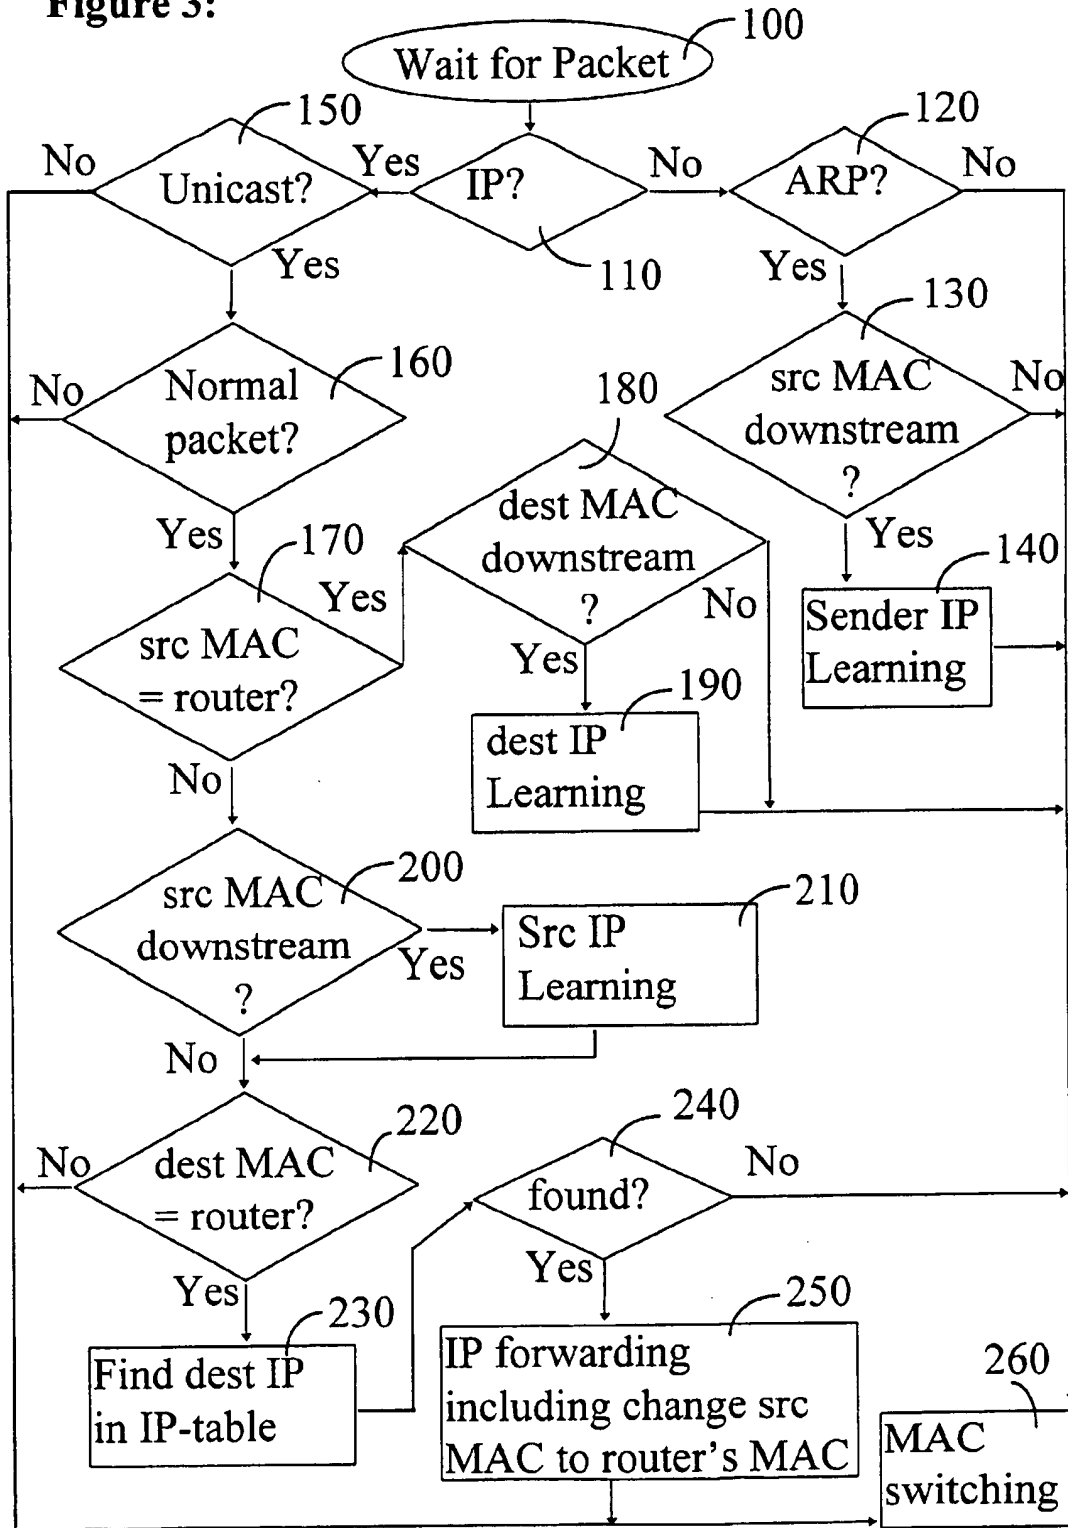 Figure 3:
100
Wait for Packet
150
120
No
Unicast?
Yes
IP?
No
ARP?
No
Yes
110
Yes
130
No
Normal
packet?
160
180
src MAC
downstream
?
No
Yes
170
Yes
dest MAC
downstream
?
No
Yes
140
Sender IP
Learning
src MAC
= router?
Yes
190
dest IP
Learning
No
200
src MAC
downstream
?
Yes
210
Src IP
Learning
No
220
240
No
dest MAC
= router?
found?
No
Yes
Yes
230
250
Find dest IP
in IP-table
IP forwarding
including change src
MAC to router's MAC
260
MAC
switching